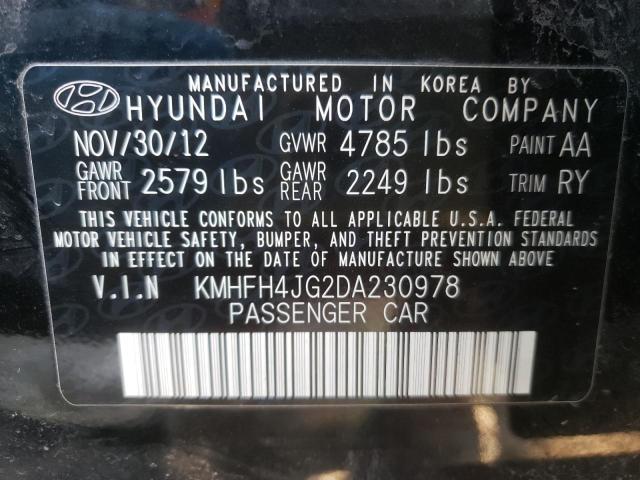 MANUFACTURED IN KOREA BY
HYUNDAI MOTOR COMPANY
NOV/30/12 GVWR 4785 lbs PAINT AA
GAWR FRONT 2579 lbs GAWR REAR 2249 lbs TRIM RY
THIS VEHICLE CONFORMS TO ALL APPLICABLE U.S.A. FEDERAL
MOTOR VEHICLE SAFETY, BUMPER, AND THEFT PREVENTION STANDARDS
IN EFFECT ON THE DATE OF MANUFACTURE SHOWN ABOVE.
V.I.N KMHFH4JG2DA230978
PASSENGER CAR